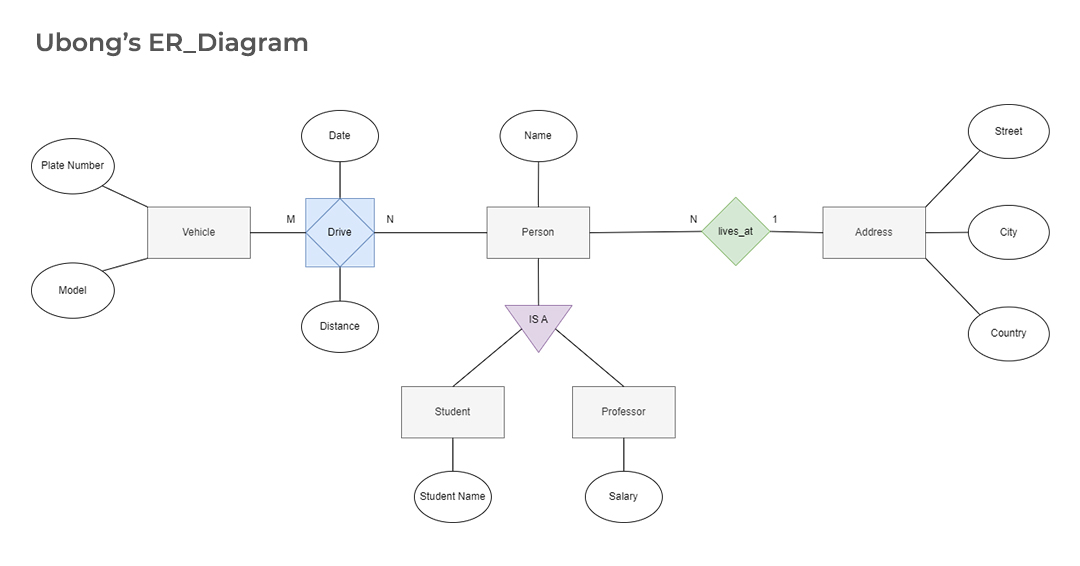 Ubong’s ER_Diagram
Date
Name
Street
Plate Number
M
N
N
1
Vehicle
Drive
Person
lives_at
Address
City
Model
Distance
IS A
Country
Student
Professor
Student Name
Salary